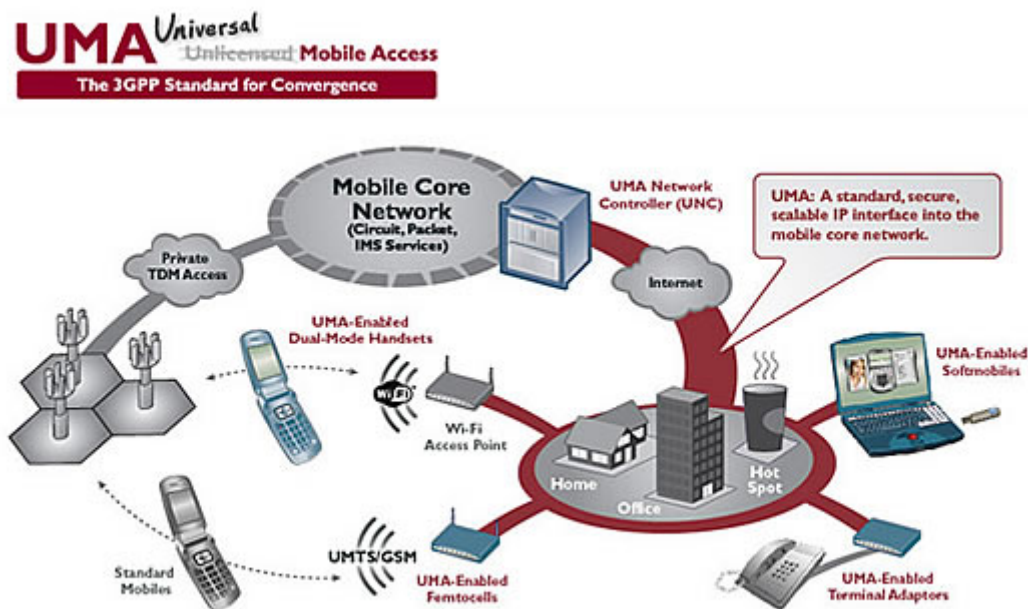 UMA Universal
Unlicensed Mobile Access
The 3GPP Standard for Convergence
Mobile Core
Network
(Circuit, Packet,
IMS Services)
UMA Network
Controller (UNC)
UMA: A standard, secure,
scalable IP interface into the
mobile core network.
Private
TDM Access
Internet
UMA-Enabled
Dual-Mode Handsets
Wi-Fi
Wi-Fi
Access Point
UMA-Enabled
Softmobiles
Home
Office
Hot
Spot
Standard
Mobiles
UMTS/GSM
UMA-Enabled
Femtocells
UMA-Enabled
Terminal Adaptors